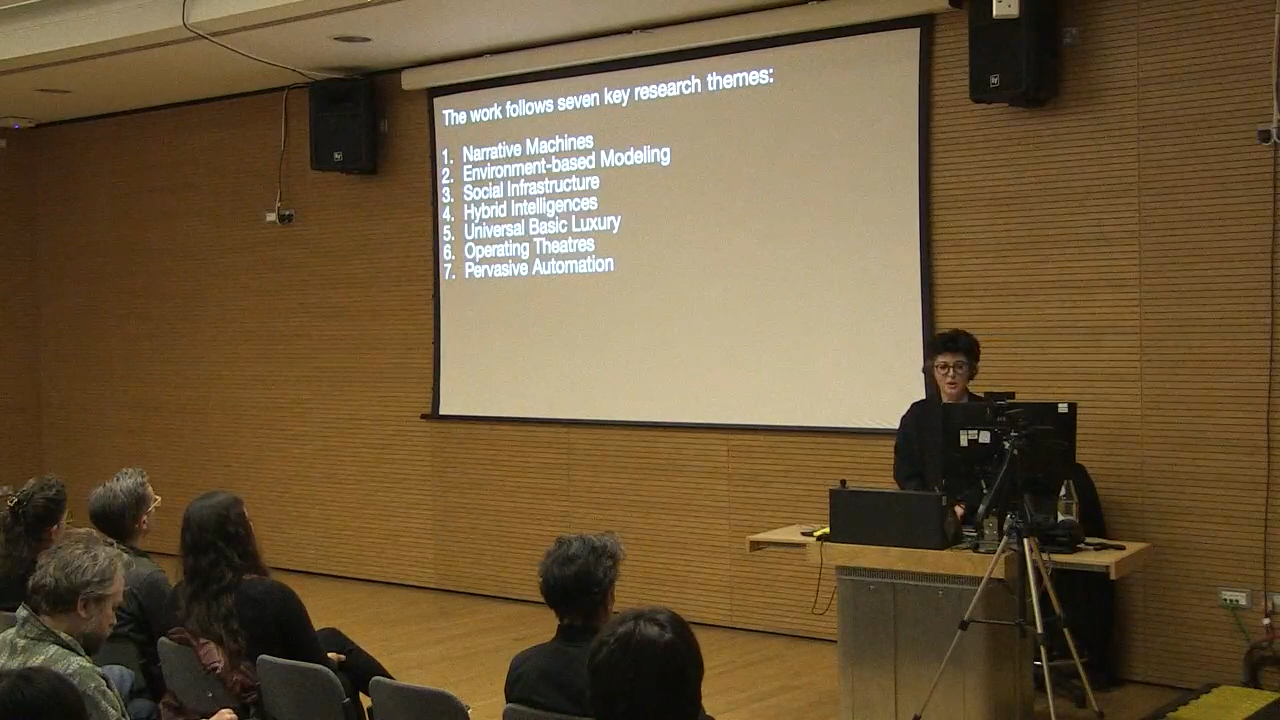 The work follows seven key research themes:
1. Narrative Machines
2. Environment-based Modeling
3. Social Infrastructure
4. Hybrid Intelligences
5. Universal Basic Luxury
6. Operating Theatres
7. Pervasive Automation